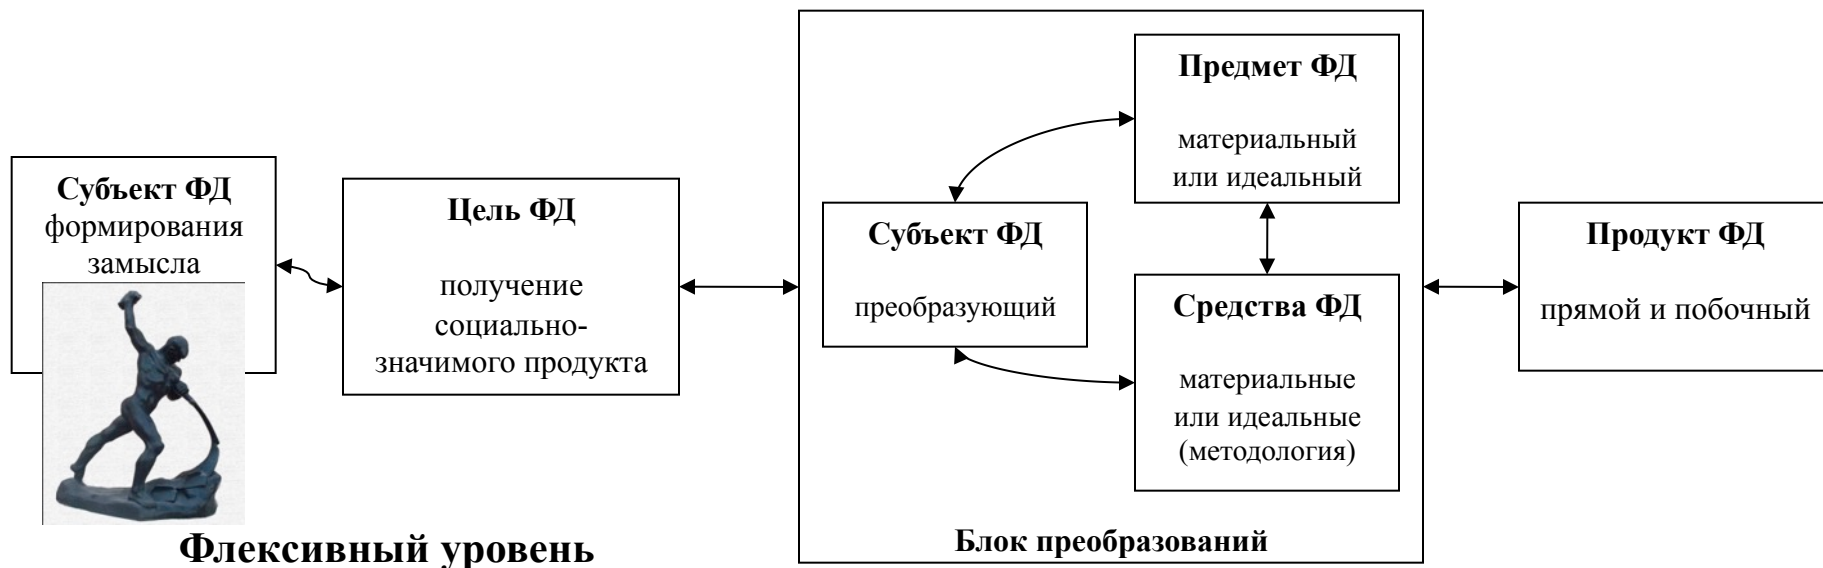 Субъект ФД
формирования
замысла
Цель ФД
получение
социально-
значимого продукта
Предмет ФД
материальный
или идеальный
Субъект ФД
преобразующий
Средства ФД
материальные
или идеальные
(методология)
Продукт ФД
прямой и побочный
Флексивный уровень
Блок преобразований